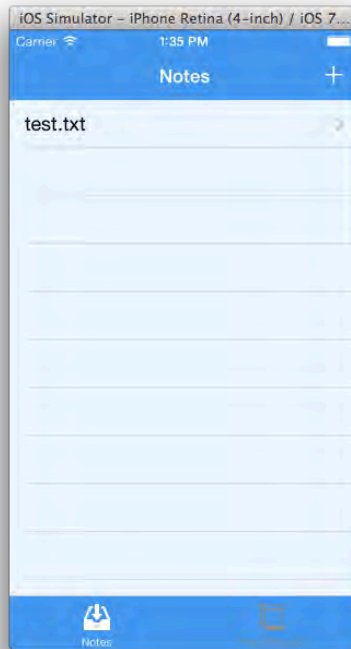 iOS Simulator – iPhone Retina (4-inch) / iOS 7...
Carrier
1:35 PM
Notes
+
test.txt
Notes